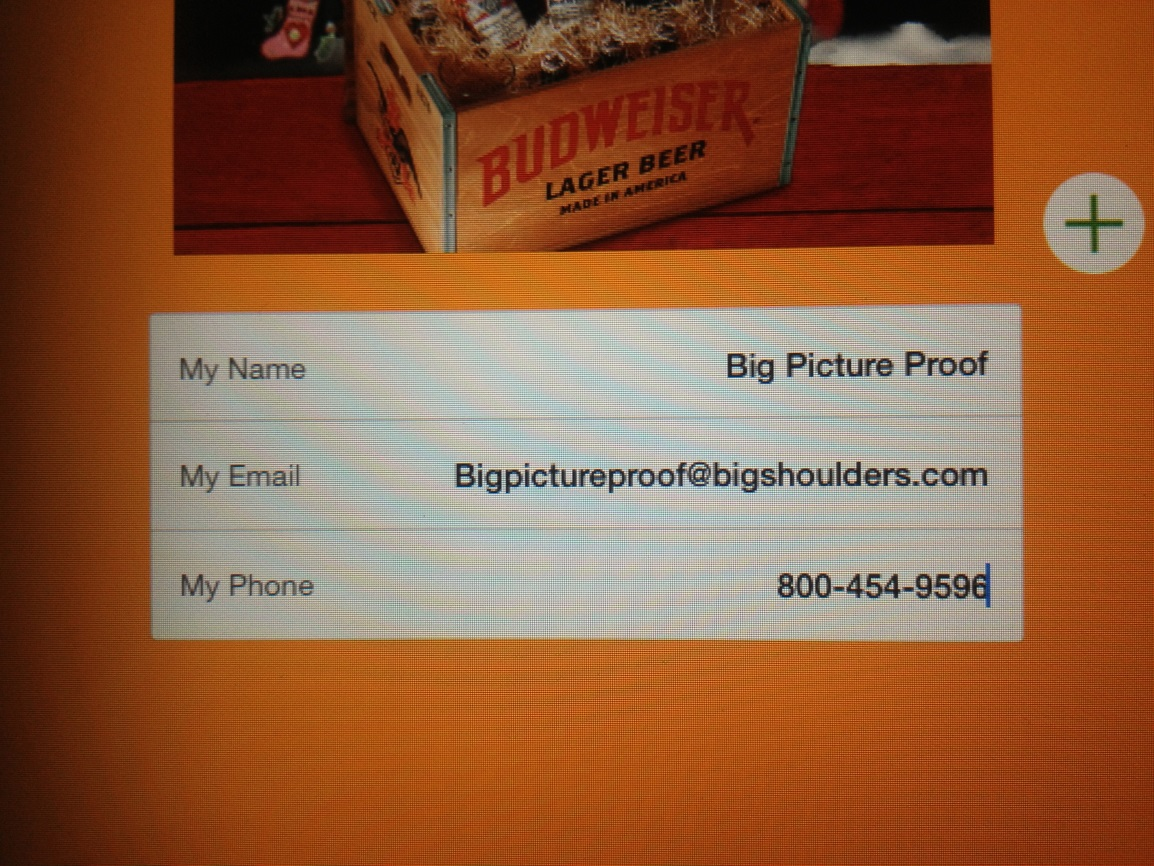 BUDWEISER
LAGER BEER
MADE IN AMERICA
My Name Big Picture Proof
My Email Bigpictureproof@bigshoulders.com
My Phone 800-454-9596